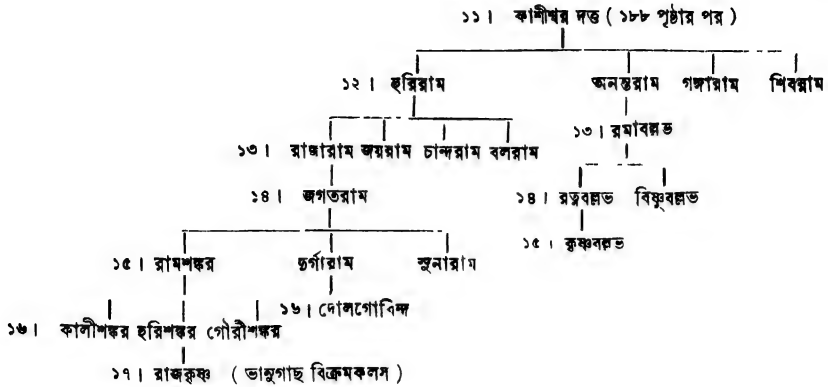 ১১। কাশীশ্বর দত্ত ( ১৮৮ পৃষ্ঠার পর )
১২। হরিরাম অনন্তরাম গঙ্গারাম শিবরাম
১৩। রমাবল্লভ
১৩। রাজারাম জয়রাম চান্দরাম বলরাম
১৪। জগতরাম ১৪। রত্নবল্লভ বিষ্ণুবল্লভ
১৫। কৃষ্ণবল্লভ
১৫। রামশঙ্কর দুর্গারাম সুনারাম
১৬। দোলগোবিন্দ
১৬। কালীশঙ্কর হরিশঙ্কর গৌরীশঙ্কর
১৭। রাজকৃষ্ণ ( ভানুগাছ বিক্রমকলস )